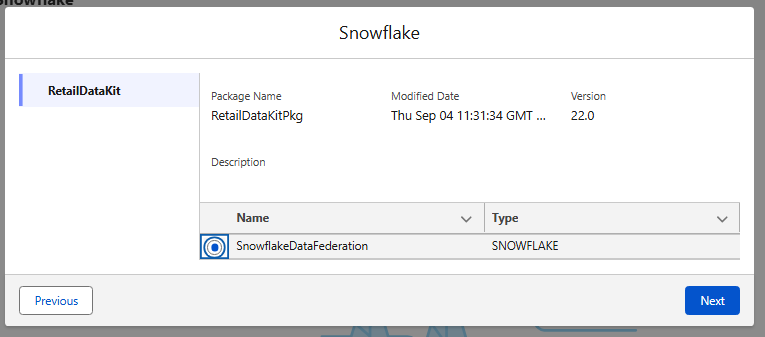 Snowflake
Snowflake
RetailDataKit
Package Name
Modified Date
Version
RetailDataKitPkg
Thu Sep 04 11:31:34 GMT ...
22.0
Description
Name
Type
SnowflakeDataFederation
SNOWFLAKE
Previous
Next